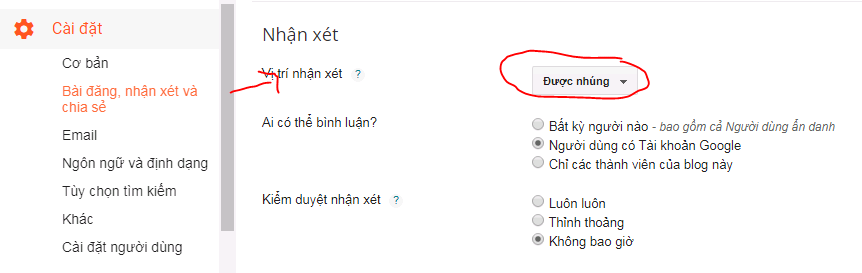 Cài đặt
Cơ bản
Bài đăng, nhận xét và
chia sẻ
Email
Ngôn ngữ và định dạng
Tùy chọn tìm kiếm
Khác
Cài đặt người dùng
Nhận xét
Vị trí nhận xét ?
Được nhúng
Ai có thể bình luận?
Bất kỳ người nào - bao gồm cả Người dùng ẩn danh
Người dùng có Tài khoản Google
Chỉ các thành viên của blog này
Kiểm duyệt nhận xét ?
Luôn luôn
Thỉnh thoảng
Không bao giờ